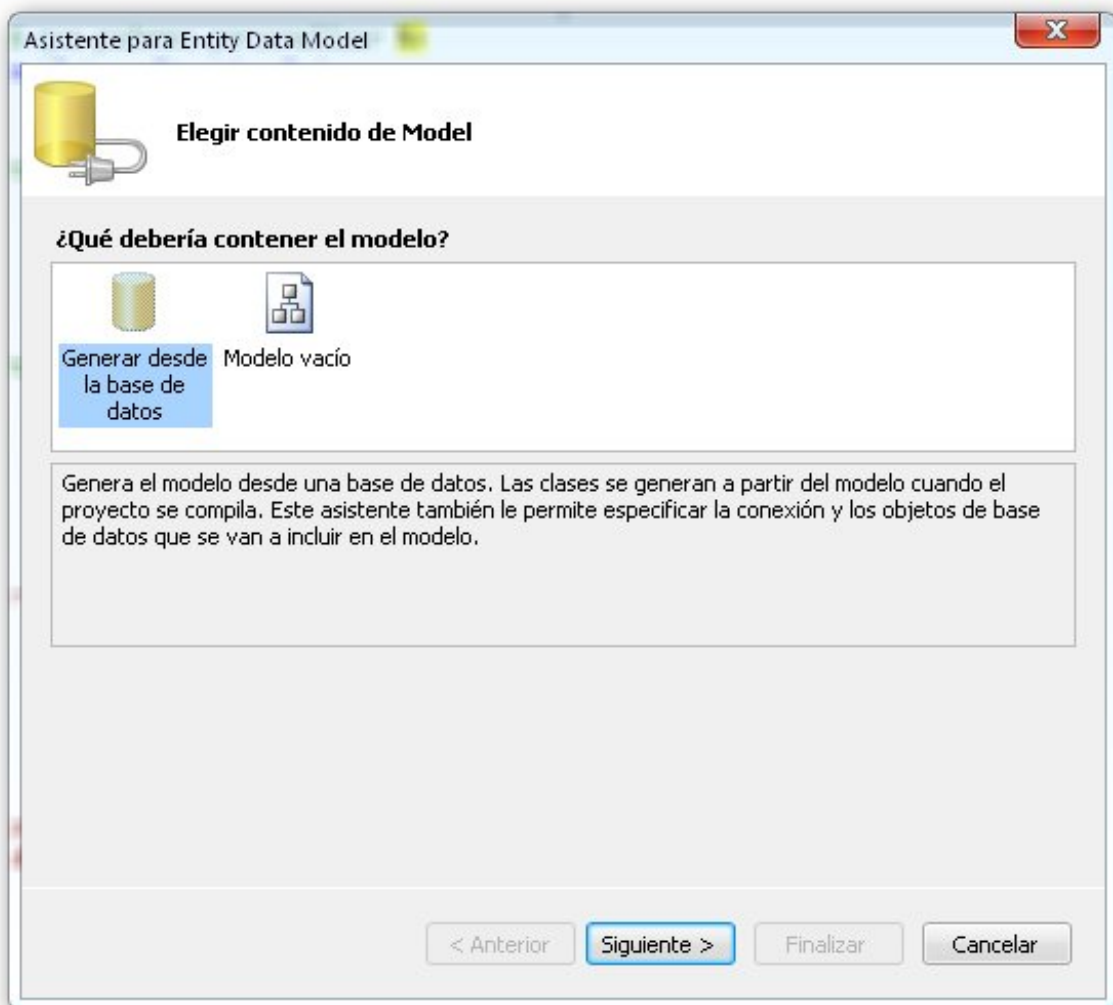 Asistente para Entity Data Model
Elegir contenido de Model
¿Qué debería contener el modelo?
Generar desde
la base de
datos
Modelo vacío
Genera el modelo desde una base de datos. Las clases se generan a partir del modelo cuando el
proyecto se compila. Este asistente también le permite especificar la conexión y los objetos de base
de datos que se van a incluir en el modelo.
< Anterior
Siguiente >
Finalizar
Cancelar